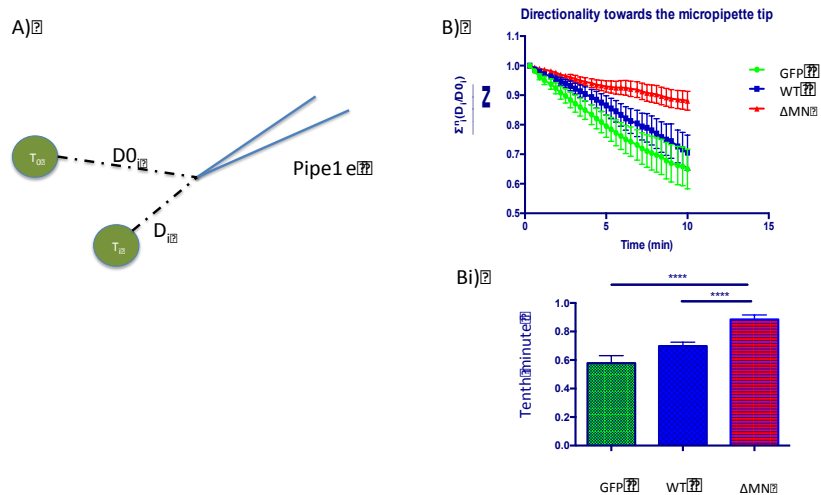 A)
T0
D0i
Pipe1 e
Di
Ti
B)
Directionality towards the micropipette tip
Σ1n(Di/D0i)
N
1.1
1.0
0.9
0.8
0.7
0.6
0.5
0
5
10
15
Time (min)
GFP
WT
ΔMN
Bi)
****
****
Tenth minute
1.0
0.8
0.6
0.4
0.2
0.0
GFP
WT
ΔMN